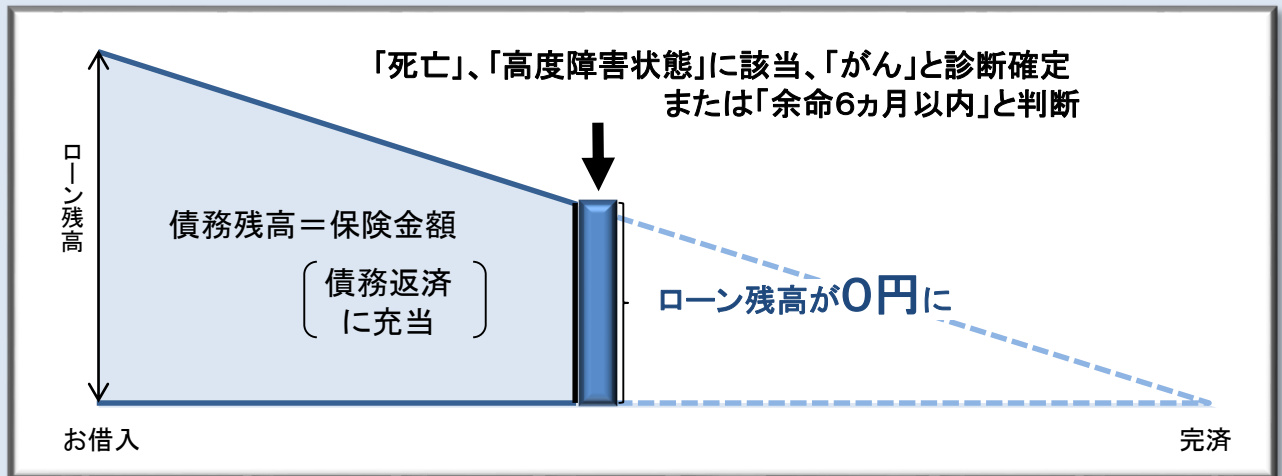 「死亡」、「高度障害状態」に該当、「がん」と診断確定
または「余命6ヵ月以内」と判断
ローン残高
債務残高＝保険金額
債務返済
に充当
ローン残高が0円に
お借入
完済